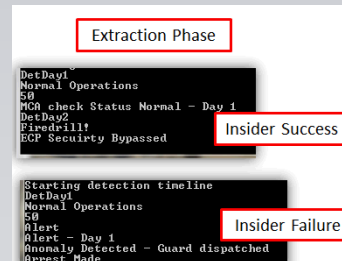 Extraction Phase
DetDay1
Normal Operations
50
MCA check Status Normal - Day 1
DetDay2
Firedrill!
ECP Secuirty Bypassed
Insider Success
Starting detection timeline
DetDay1
Normal Operations
50
Alert
Alert - Day 1
Anomaly Detected - Guard dispatched
Arrest Made
Insider Failure